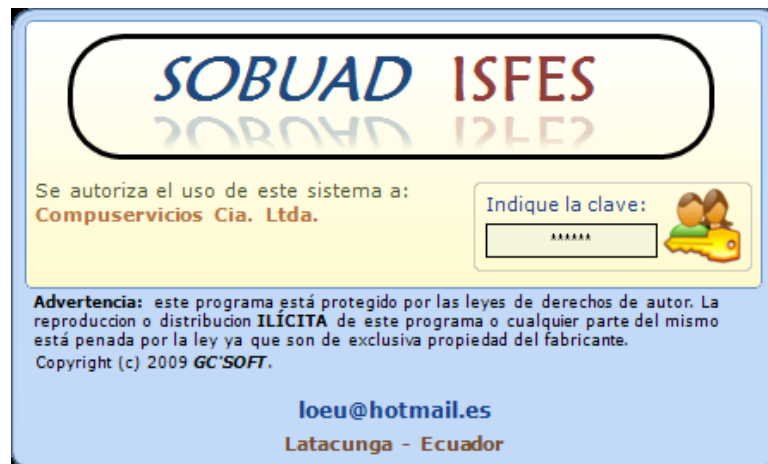 SOBUAD ISFES
Se autoriza el uso de este sistema a:
Compuservicios Cia. Ltda.
Indique la clave:
******
Advertencia: este programa está protegido por las leyes de derechos de autor. La
reproduccion o distribucion ILÍCITA de este programa o cualquier parte del mismo
está penada por la ley ya que son de exclusiva propiedad del fabricante.
Copyright (c) 2009 GC'SOFT.
loeu@hotmail.es
Latacunga - Ecuador